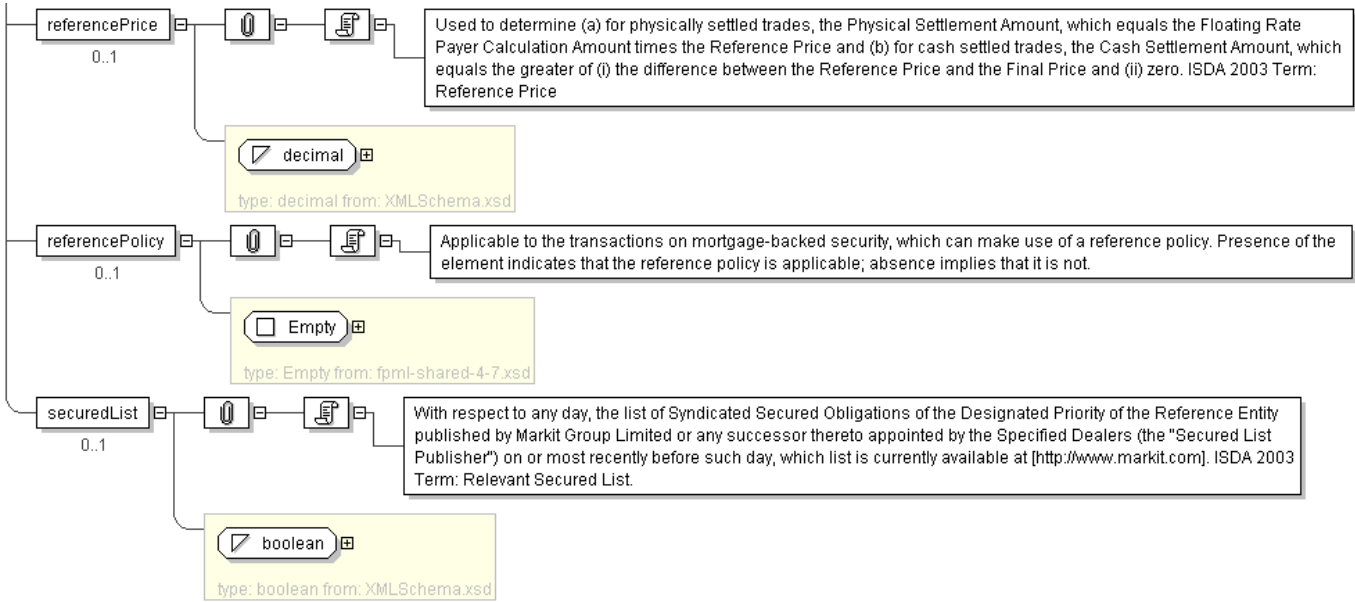 referencePrice
0..1
Used to determine (a) for physically settled trades, the Physical Settlement Amount, which equals the Floating Rate
Payer Calculation Amount times the Reference Price and (b) for cash settled trades, the Cash Settlement Amount, which
equals the greater of (i) the difference between the Reference Price and the Final Price and (ii) zero. ISDA 2003 Term:
Reference Price
decimal
type: decimal from: XMLSchema.xsd
referencePolicy
0..1
Applicable to the transactions on mortgage-backed security, which can make use of a reference policy. Presence of the
element indicates that the reference policy is applicable; absence implies that it is not.
Empty
type: Empty from: fpml-shared-4-7.xsd
securedList
0..1
With respect to any day, the list of Syndicated Secured Obligations of the Designated Priority of the Reference Entity
published by Markit Group Limited or any successor thereto appointed by the Specified Dealers (the "Secured List
Publisher") on or most recently before such day, which list is currently available at [http://www.markit.com]. ISDA 2003
Term: Relevant Secured List.
boolean
type: boolean from: XMLSchema.xsd